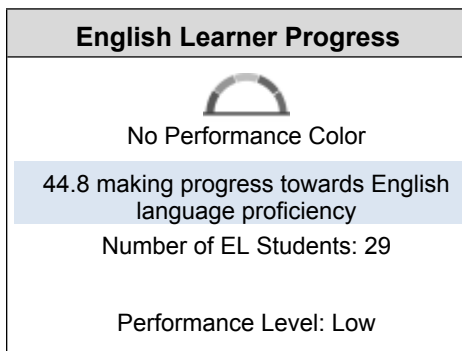 English Learner Progress
No Performance Color
44.8 making progress towards English
language proficiency
Number of EL Students: 29
Performance Level: Low